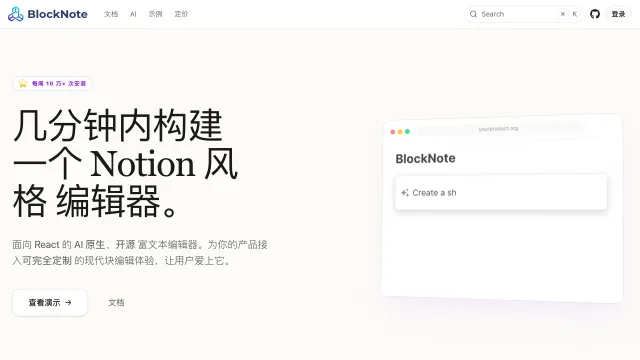 BlockNote
文档
AI
示例
定价
Search
⌘ K
登录
⭐ 每周 10 万+ 次安装
几分钟内构建
一个 Notion 风
格 编辑器。
面向 React 的 AI 原生、开源 富文本编辑器。为你的产品接
入可完全定制 的现代块编辑体验，让用户爱上它。
查看演示 →
文档
yourproduct.org
BlockNote
Create a sh